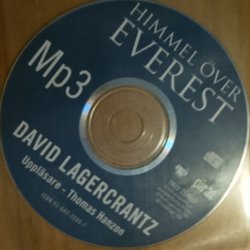 HIMMEL ÖVER
EVEREST
Mp3
DAVID LAGERCRANTZ
Uppläsare - Thomas Hanzon